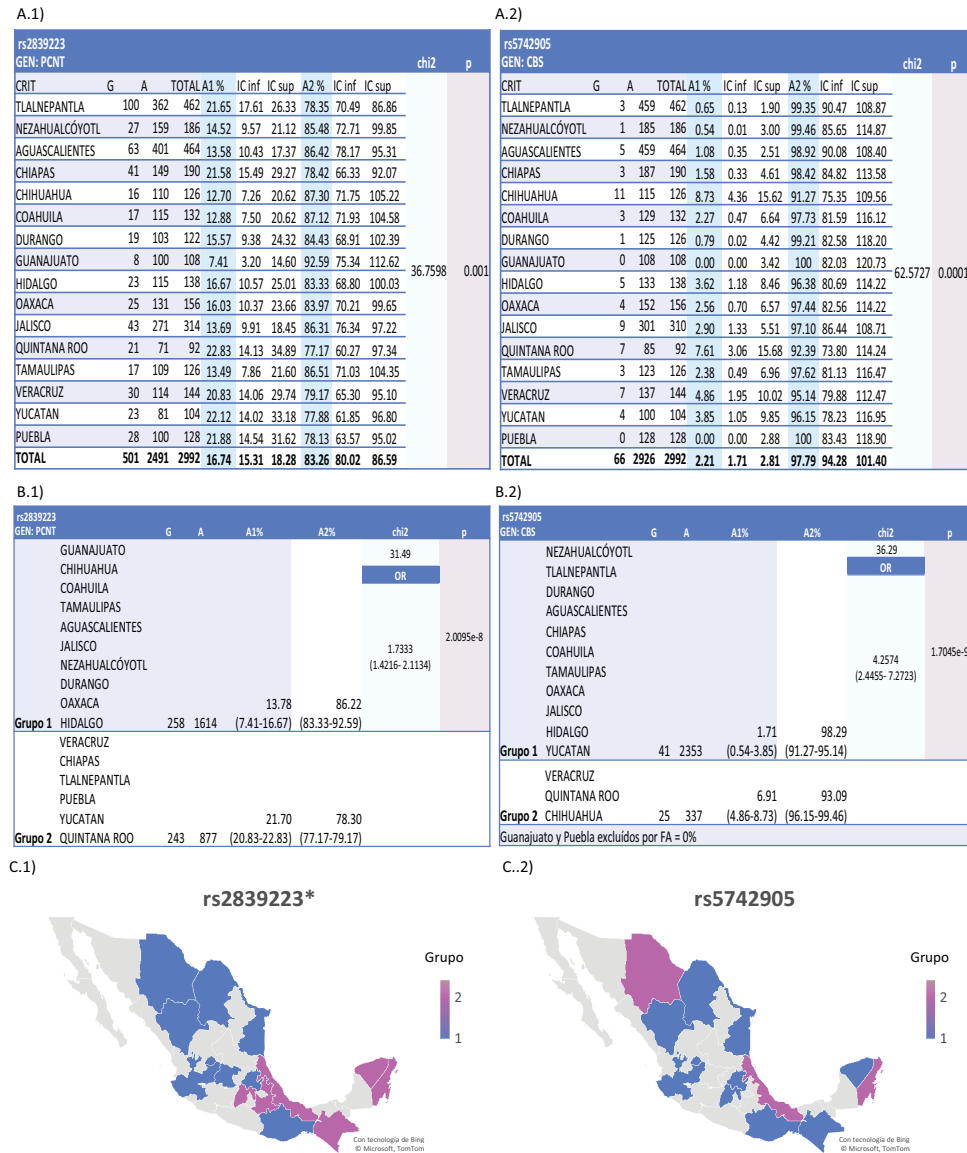 A.1)
rs2839223
GEN: PCNT chi2 p
CRIT G A TOTAL A1 % IC inf IC sup A2 % IC inf IC sup
TLALNEPANTLA 100 362 462 21.65 17.61 26.33 78.35 70.49 86.86
NEZAHUALCÓYOTL 27 159 186 14.52 9.57 21.12 85.48 72.71 99.85
AGUASCALIENTES 63 401 464 13.58 10.43 17.37 86.42 78.17 95.31
CHIAPAS 41 149 190 21.58 15.49 29.27 78.42 66.33 92.07
CHIHUAHUA 16 110 126 12.70 7.26 20.62 87.30 71.75 105.22
COAHUILA 17 115 132 12.88 7.50 20.62 87.12 71.93 104.58
DURANGO 19 103 122 15.57 9.38 24.32 84.43 68.91 102.39
GUANAJUATO 8 100 108 7.41 3.20 14.60 92.59 75.34 112.62
36.7598 0.001
HIDALGO 23 115 138 16.67 10.57 25.01 83.33 68.80 100.03
OAXACA 25 131 156 16.03 10.37 23.66 83.97 70.21 99.65
JALISCO 43 271 314 13.69 9.91 18.45 86.31 76.34 97.22
QUINTANA ROO 21 71 92 22.83 14.13 34.89 77.17 60.27 97.34
TAMAULIPAS 17 109 126 13.49 7.86 21.60 86.51 71.03 104.35
VERACRUZ 30 114 144 20.83 14.06 29.74 79.17 65.30 95.10
YUCATAN 23 81 104 22.12 14.02 33.18 77.88 61.85 96.80
PUEBLA 28 100 128 21.88 14.54 31.62 78.13 63.57 95.02
TOTAL 501 2491 2992 16.74 15.31 18.28 83.26 80.02 86.59
A.2)
rs5742905
GEN: CBS chi2 p
CRIT G A TOTAL A1 % IC inf IC sup A2 % IC inf IC sup
TLALNEPANTLA 3 459 462 0.65 0.13 1.90 99.35 90.47 108.87
NEZAHUALCÓYOTL 1 185 186 0.54 0.01 3.00 99.46 85.65 114.87
AGUASCALIENTES 5 459 464 1.08 0.35 2.51 98.92 90.08 108.40
CHIAPAS 3 187 190 1.58 0.33 4.61 98.42 84.82 113.58
CHIHUAHUA 11 115 126 8.73 4.36 15.62 91.27 75.35 109.56
COAHUILA 3 129 132 2.27 0.47 6.64 97.73 81.59 116.12
DURANGO 1 125 126 0.79 0.02 4.42 99.21 82.58 118.20
GUANAJUATO 0 108 108 0.00 0.00 3.42 100 82.03 120.73
62.5727 0.0001
HIDALGO 5 133 138 3.62 1.18 8.46 96.38 80.69 114.22
OAXACA 4 152 156 2.56 0.70 6.57 97.44 82.56 114.22
JALISCO 9 301 310 2.90 1.33 5.51 97.10 86.44 108.71
QUINTANA ROO 7 85 92 7.61 3.06 15.68 92.39 73.80 114.24
TAMAULIPAS 3 123 126 2.38 0.49 6.96 97.62 81.13 116.47
VERACRUZ 7 137 144 4.86 1.95 10.02 95.14 79.88 112.47
YUCATAN 4 100 104 3.85 1.05 9.85 96.15 78.23 116.95
PUEBLA 0 128 128 0.00 0.00 2.88 100 83.43 118.90
TOTAL 66 2926 2992 2.21 1.71 2.81 97.79 94.28 101.40
B.1)
rs2839223
GEN: PCNT G A A1% A2% chi2 p
GUANAJUATO 31.49
CHIHUAHUA OR
COAHUILA
TAMAULIPAS
AGUASCALIENTES 2.0095e-8
JALISCO 1.7333
NEZAHUALCÓYOTL (1.4216- 2.1134)
DURANGO
OAXACA 13.78 86.22
Grupo 1 HIDALGO 258 1614 (7.41-16.67) (83.33-92.59)
VERACRUZ
CHIAPAS
TLALNEPANTLA
PUEBLA
YUCATAN 21.70 78.30
Grupo 2 QUINTANA ROO 243 877 (20.83-22.83) (77.17-79.17)
B.2)
rs5742905
GEN: CBS G A A1% A2% chi2 p
NEZAHUALCÓYOTL 36.29
TLALNEPANTLA OR
DURANGO
AGUASCALIENTES
CHIAPAS
COAHUILA 4.2574 1.7045e-9
TAMAULIPAS (2.4455- 7.2723)
OAXACA
JALISCO
HIDALGO 1.71 98.29
Grupo 1 YUCATAN 41 2353 (0.54-3.85) (91.27-95.14)
VERACRUZ
QUINTANA ROO 6.91 93.09
Grupo 2 CHIHUAHUA 25 337 (4.86-8.73) (96.15-99.46)
Guanajuato y Puebla excluídos por FA = 0%
C.1)
rs2839223*
Grupo
2
1
Con tecnología de Bing
© Microsoft, TomTom
C..2)
rs5742905
Grupo
2
1
Con tecnología de Bing
© Microsoft, TomTom